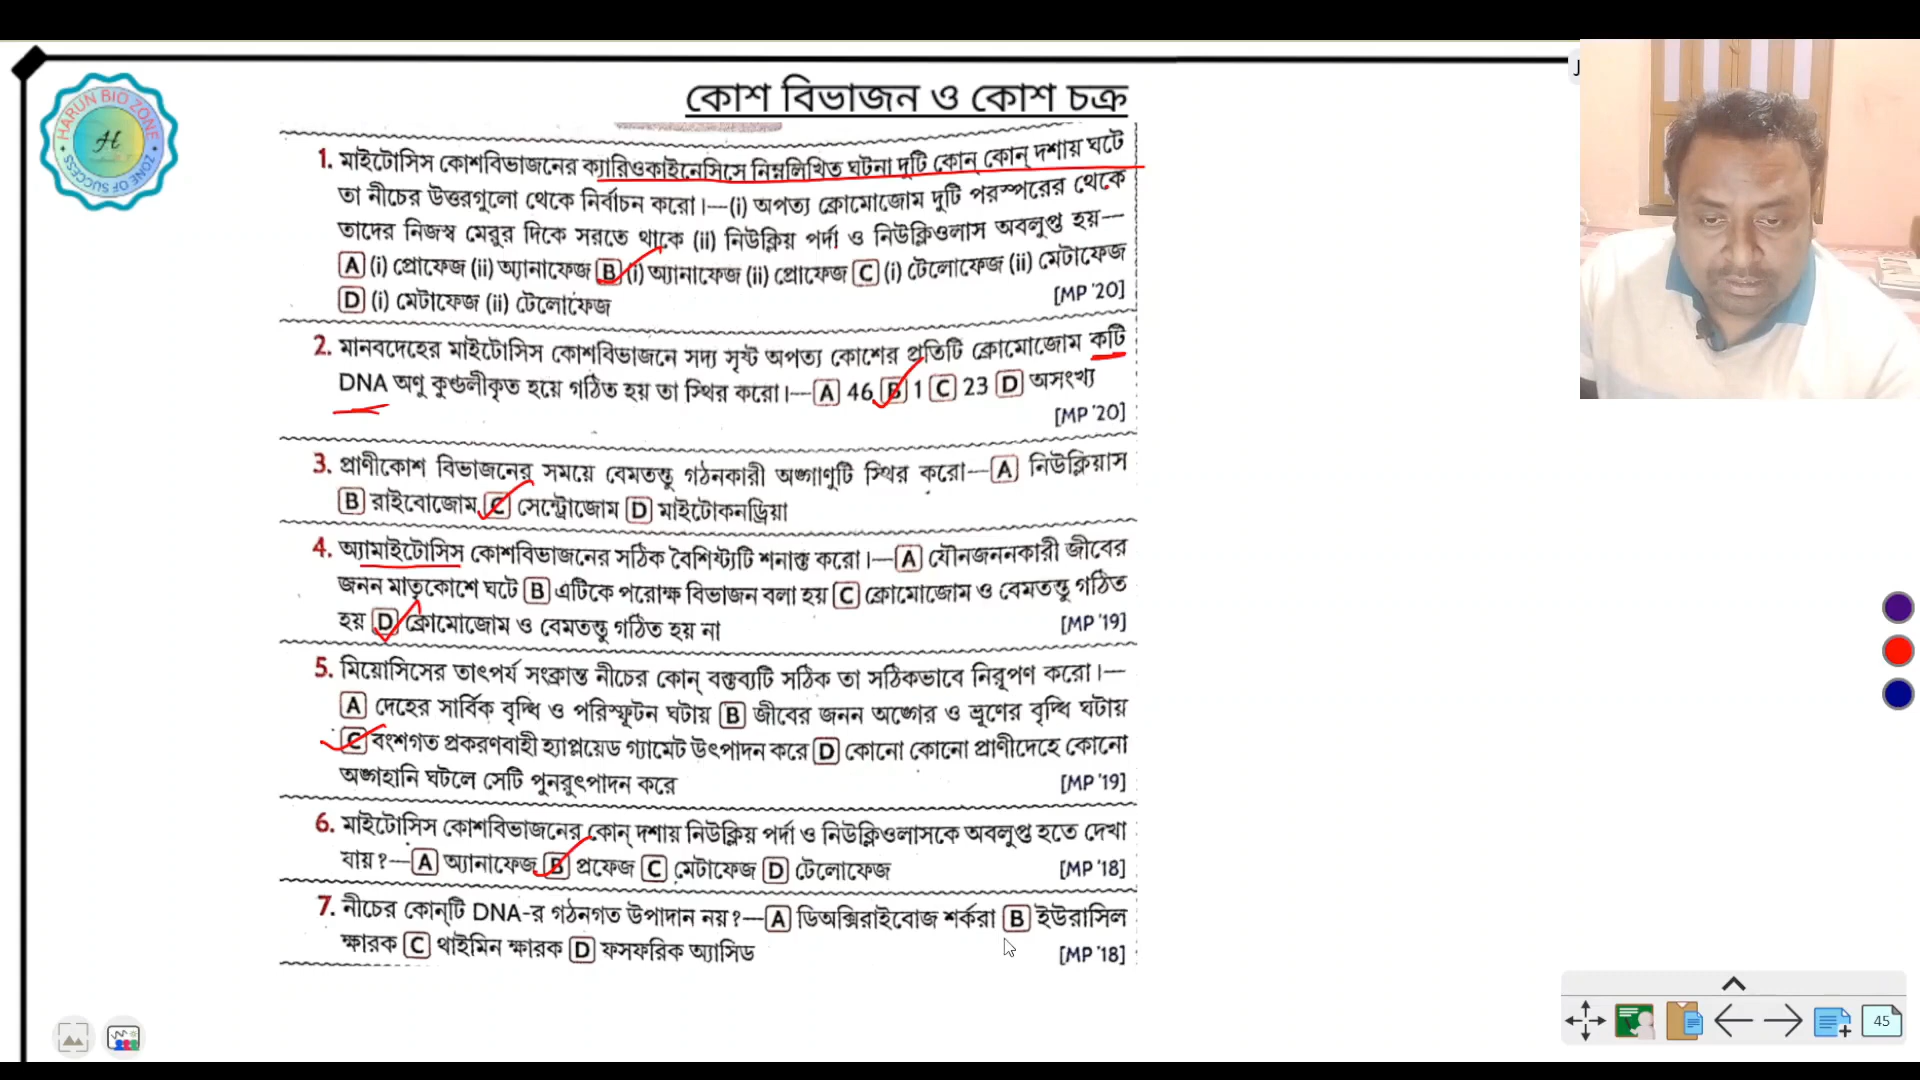 কোশ বিভাজন ও কোশ চক্র
HARUN BIO ZONE
H
ZONE OF SUCCESS
J
1. মাইটোসিস কোশবিভাজনের ক্যারিওকাইনেসিসে নিম্নলিখিত ঘটনা দুটি কোন্ কোন্ দশায় ঘটে
তা নীচের উত্তরগুলো থেকে নির্বাচন করো।—(i) অপত্য ক্রোমোজোম দুটি পরস্পরের থেকে
তাদের নিজস্ব মেরুর দিকে সরতে থাকে (ii) নিউক্লিয় পর্দা ও নিউক্লিওলাস অবলুপ্ত হয়—
A (i) প্রোফেজ (ii) অ্যানাফেজ B (i) অ্যানাফেজ (ii) প্রোফেজ C (i) টেলোফেজ (ii) মেটাফেজ
D (i) মেটাফেজ (ii) টেলোফেজ [MP '20]
2. মানবদেহের মাইটোসিস কোশবিভাজনে সদ্য সৃষ্ট অপত্য কোশের প্রতিটি ক্রোমোজোম কটি
DNA অণু কুণ্ডলীকৃত হয়ে গঠিত হয় তা স্থির করো।—A 46 B 1 C 23 D অসংখ্য
[MP '20]
3. প্রাণীকোশ বিভাজনের সময়ে বেমতন্তু গঠনকারী অঙ্গাণুটি স্থির করো—A নিউক্লিয়াস
B রাইবোজোম C সেন্ট্রোজোম D মাইটোকনড্রিয়া
4. অ্যামাইটোসিস কোশবিভাজনের সঠিক বৈশিষ্ট্যটি শনাক্ত করো।—A যৌনজননকারী জীবের
জনন মাতৃকোশে ঘটে B এটিকে পরোক্ষ বিভাজন বলা হয় C ক্রোমোজোম ও বেমতন্তু গঠিত
হয় D ক্রোমোজোম ও বেমতন্তু গঠিত হয় না [MP '19]
5. মিয়োসিসের তাৎপর্য সংক্রান্ত নীচের কোন্ বক্তব্যটি সঠিক তা সঠিকভাবে নিরূপণ করো।—
A দেহের সার্বিক বৃদ্ধি ও পরিস্ফুটন ঘটায় B জীবের জনন অঙ্গের ও ভ্রূণের বৃদ্ধি ঘটায়
C বংশগত প্রকরণবাহী হ্যাপ্লয়েড গ্যামেট উৎপাদন করে D কোনো কোনো প্রাণীদেহে কোনো
অঙ্গহানি ঘটলে সেটি পুনরুৎপাদন করে [MP '19]
6. মাইটোসিস কোশবিভাজনের কোন্ দশায় নিউক্লিয় পর্দা ও নিউক্লিওলাসকে অবলুপ্ত হতে দেখা
যায়?—A অ্যানাফেজ B প্রফেজ C মেটাফেজ D টেলোফেজ [MP '18]
7. নীচের কোন্‌টি DNA-র গঠনগত উপাদান নয়?—A ডিঅক্সিরাইবোজ শর্করা B ইউরাসিল
ক্ষারক C থাইমিন ক্ষারক D ফসফরিক অ্যাসিড [MP '18]
45